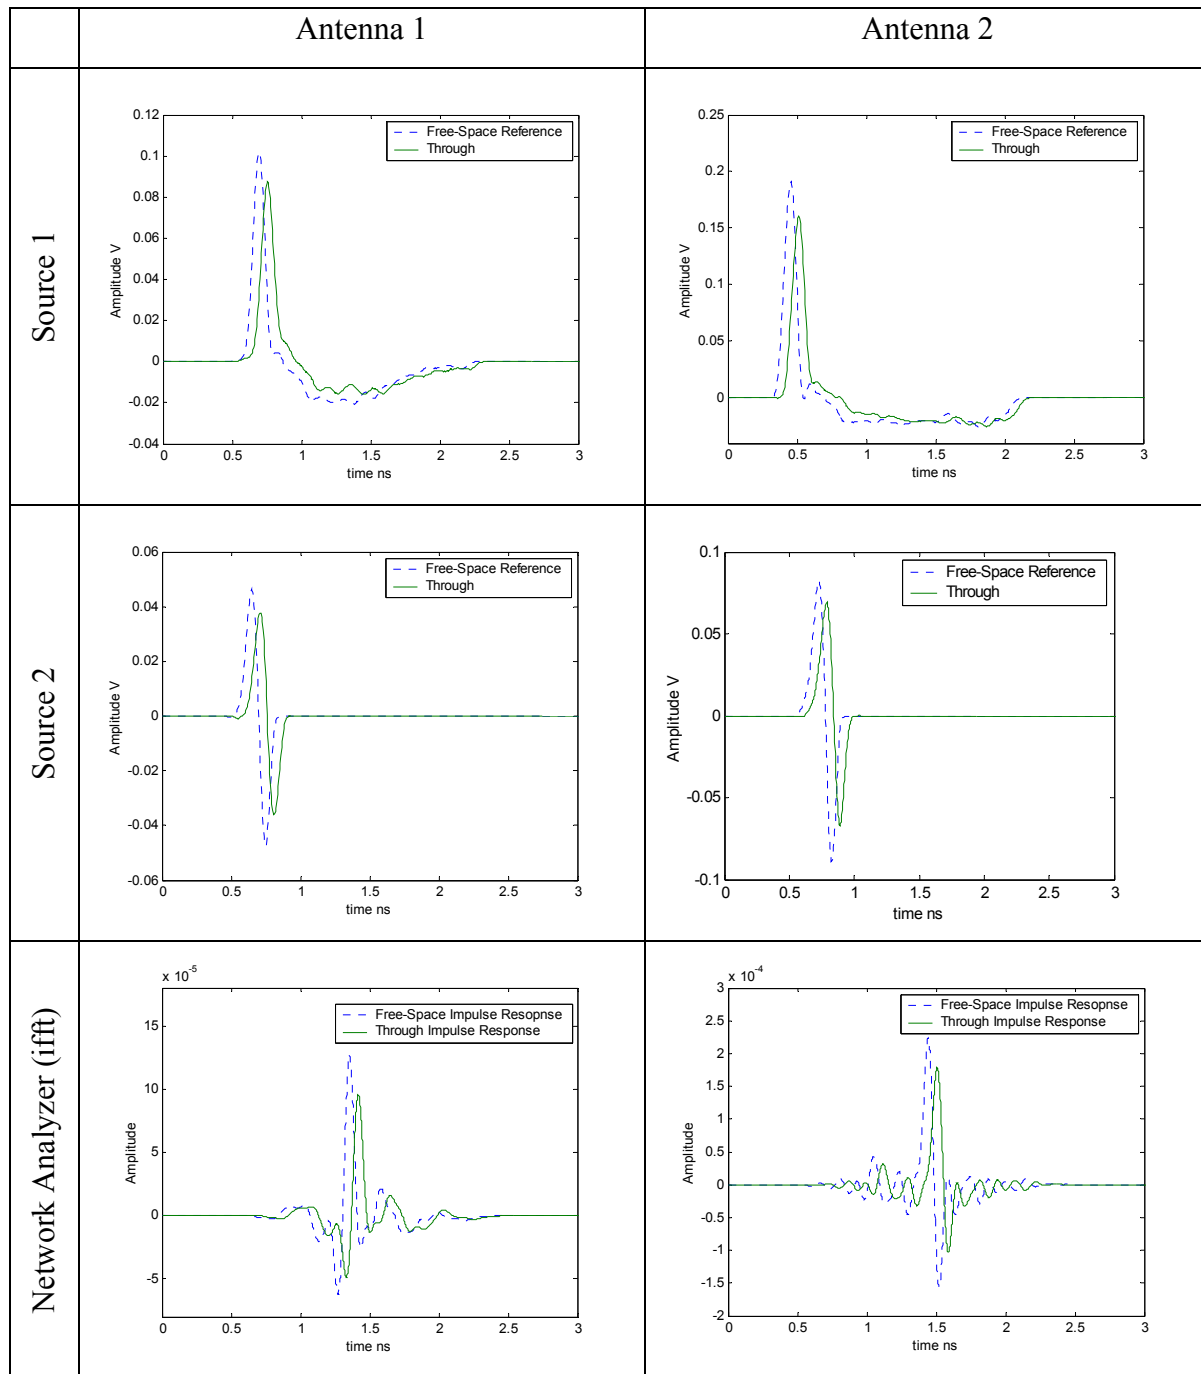 Antenna 1
Antenna 2
Source 1
0.12
0.1
0.08
0.06
0.04
0.02
0
-0.02
-0.04
Amplitude V
Free-Space Reference
Through
0 0.5 1 1.5 2 2.5 3
time ns
0.25
0.2
0.15
0.1
0.05
0
Amplitude V
Free-Space Reference
Through
0 0.5 1 1.5 2 2.5 3
time ns
Source 2
0.06
0.04
0.02
0
-0.02
-0.04
-0.06
Amplitude V
Free-Space Reference
Through
0 0.5 1 1.5 2 2.5 3
time ns
0.1
0.05
0
-0.05
-0.1
Amplitude V
Free-Space Reference
Through
0 0.5 1 1.5 2 2.5 3
time ns
Network Analyzer (ifft)
x 10-5
15
10
5
0
-5
Amplitude
Free-Space Impulse Resopnse
Through Impulse Response
0 0.5 1 1.5 2 2.5 3
time ns
x 10-4
3
2.5
2
1.5
1
0.5
0
-0.5
-1
-1.5
-2
Amplitude
Free-Space Impulse Resopnse
Through Impulse Response
0 0.5 1 1.5 2 2.5 3
time ns